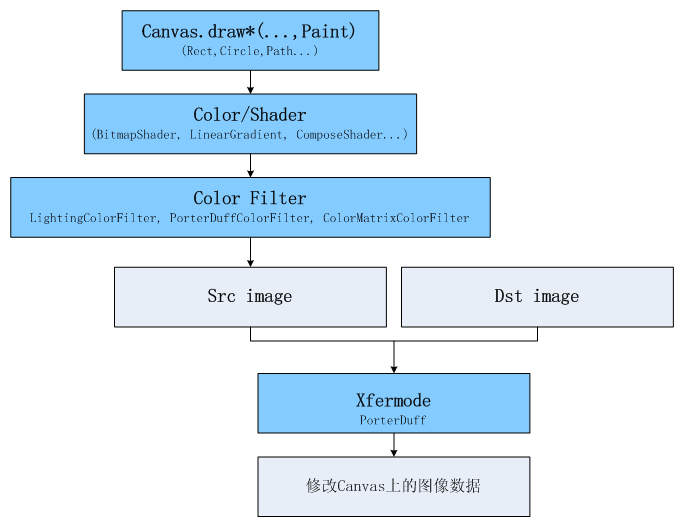 Canvas.draw*(...,Paint)
(Rect,Circle,Path...)
Color/Shader
(BitmapShader, LinearGradient, ComposeShader...)
Color Filter
LightingColorFilter, PorterDuffColorFilter, ColorMatrixColorFilter
Src image
Dst image
Xfermode
PorterDuff
修改Canvas上的图像数据